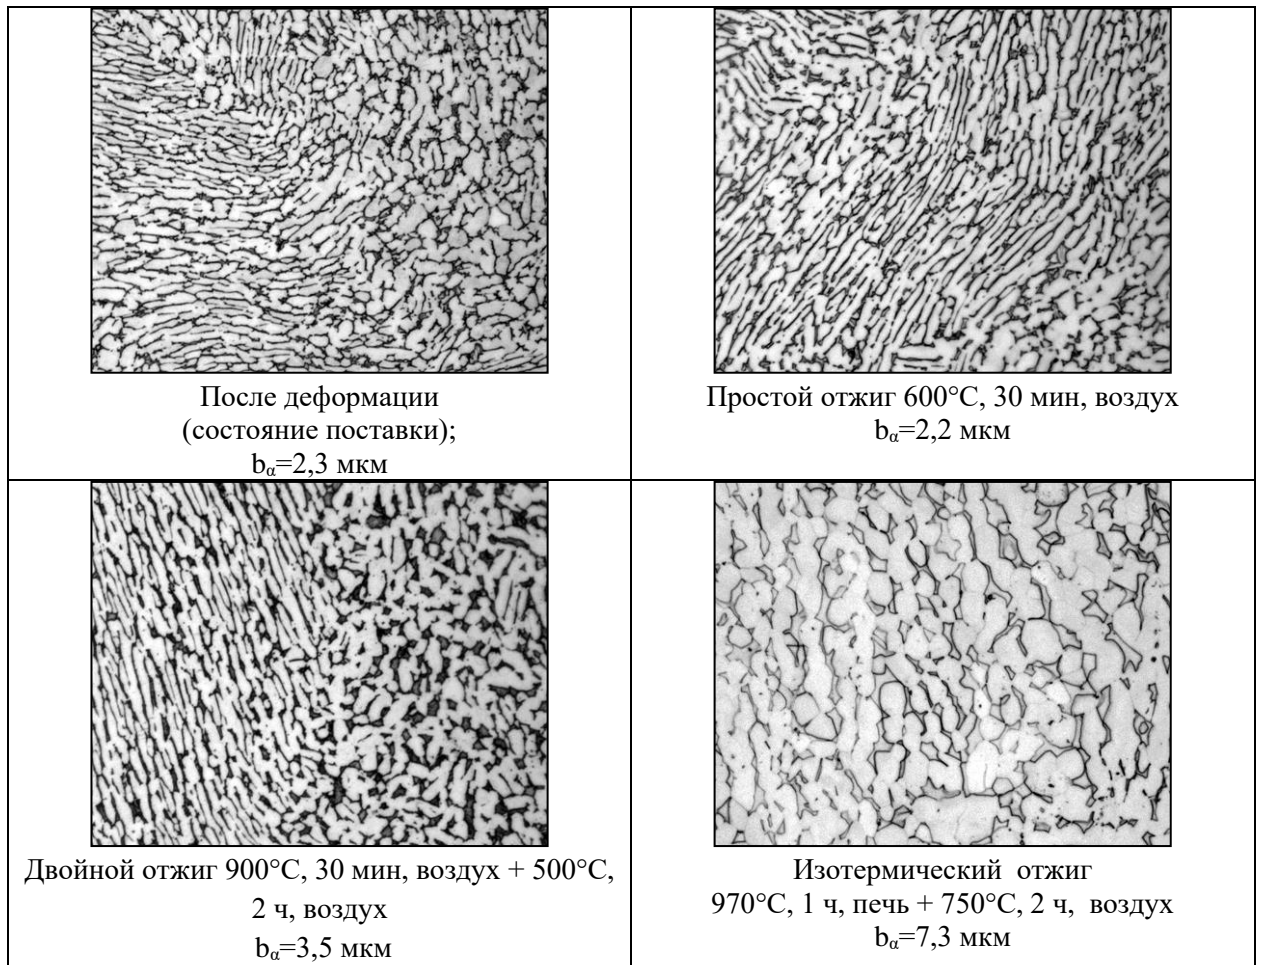 После деформации
(состояние поставки);
bα=2,3 мкм
Простой отжиг 600°C, 30 мин, воздух
bα=2,2 мкм
Двойной отжиг 900°C, 30 мин, воздух + 500°C,
2 ч, воздух
bα=3,5 мкм
Изотермический отжиг
970°C, 1 ч, печь + 750°C, 2 ч, воздух
bα=7,3 мкм